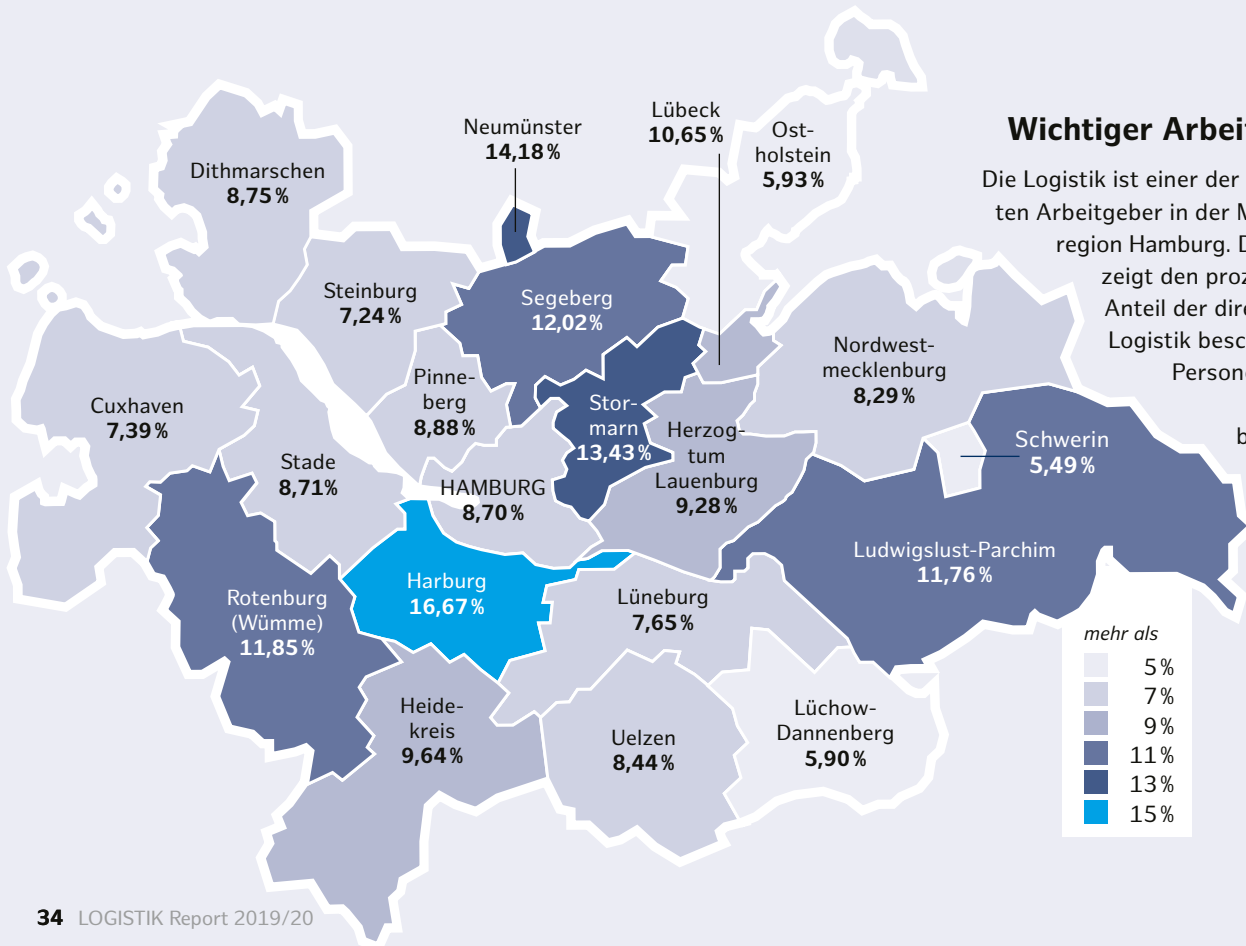 Wichtiger
Die Logistik ist einer der
ten Arbeitgeber in der
region Hamburg.
zeigt den
Anteil der
Logistik
Neumünster
14,18 %
Lübeck
10,65 %
Ost-
holstein
5,93 %
Dithmarschen
8,75 %
Steinburg
7,24 %
Segeberg
12,02 %
Nordwest-
mecklenburg
8,29 %
Pinne-
berg
8,88 %
Stor-
marn
13,43 %
Cuxhaven
7,39 %
Herzog-
tum
Lauenburg
9,28 %
Schwerin
5,49 %
Stade
8,71 %
HAMBURG
8,70 %
Ludwigslust-Parchim
11,76 %
Harburg
16,67 %
Rotenburg
(Wümme)
11,85 %
Lüneburg
7,65 %
Heide-
kreis
9,64 %
Uelzen
8,44 %
Lüchow-
Dannenberg
5,90 %
mehr als
5 %
7 %
9 %
11 %
13 %
15 %
34 LOGISTIK Report 2019/20